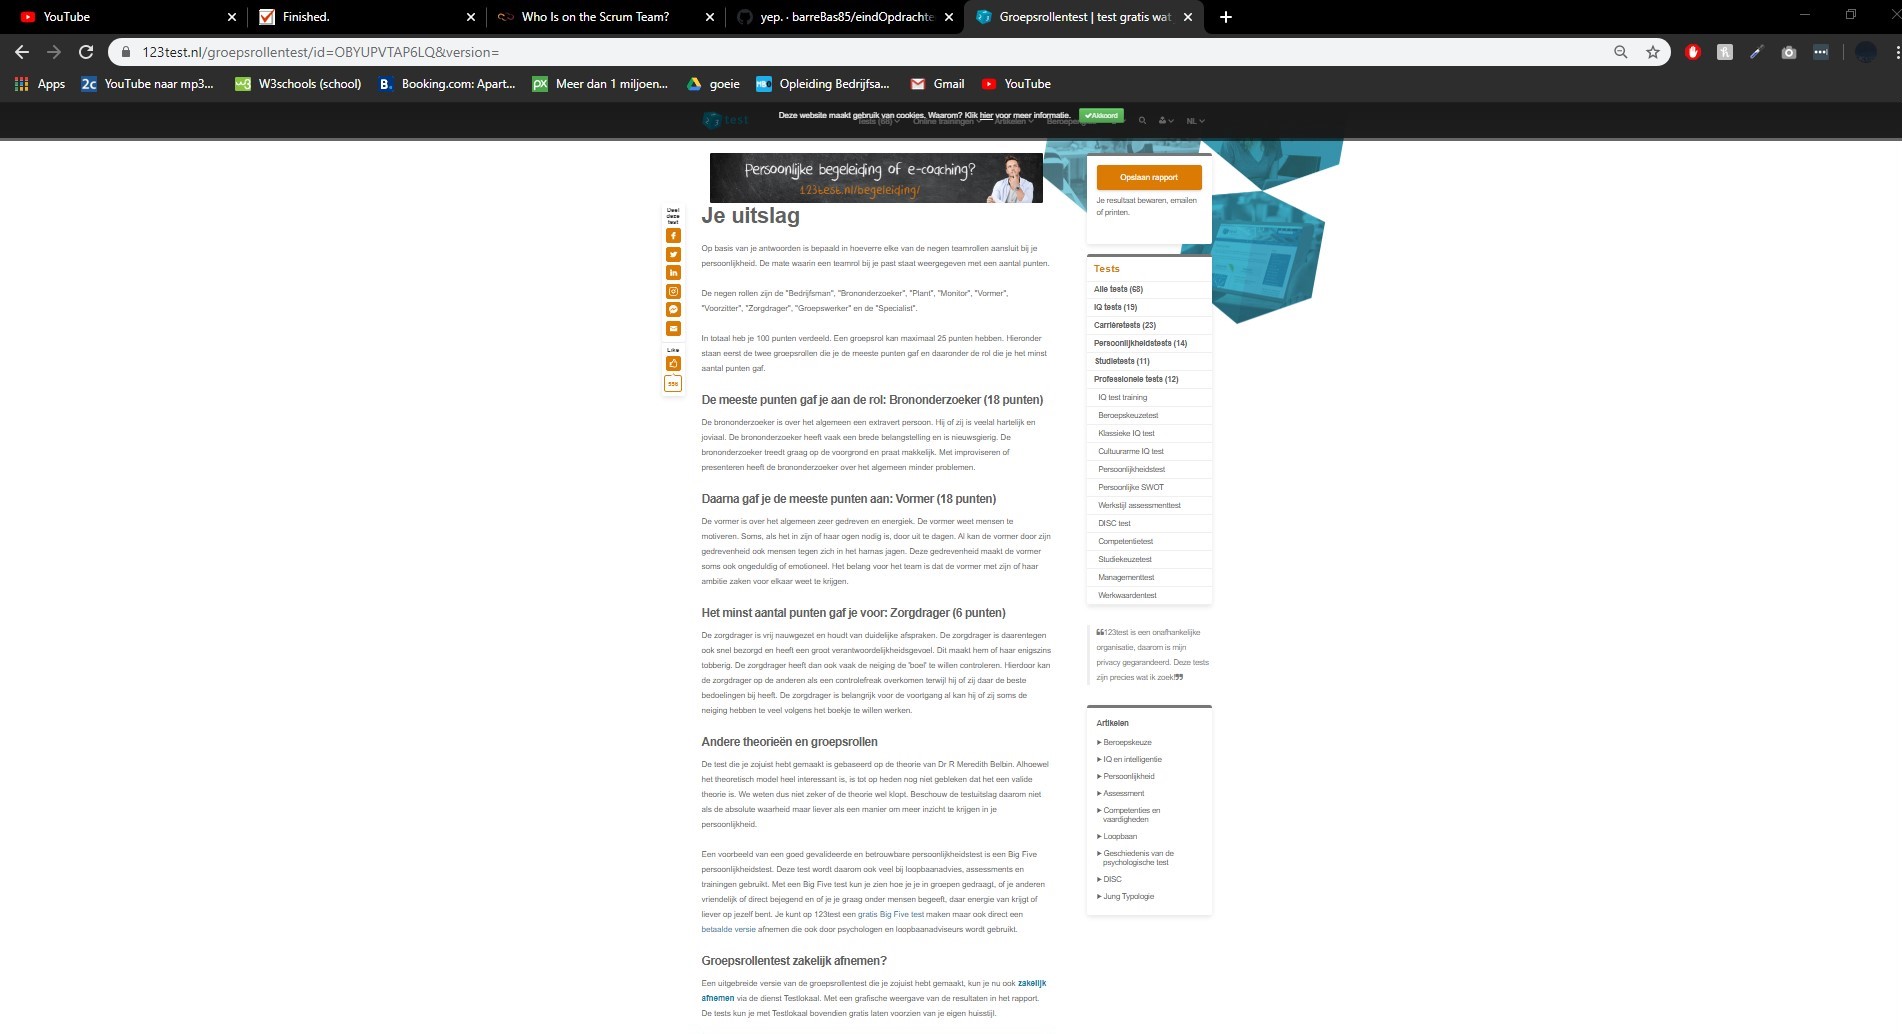 YouTube
Finished.
Who Is on the Scrum Team?
yep. · barreBas85/eindOpdrachte
Groepsrollentest | test gratis wat
123test.nl/groepsrollentest/id=OBYUPVTAP6LQ&version=
Apps
YouTube naar mp3...
W3schools (school)
Booking.com: Apart...
Meer dan 1 miljoen...
goeie
Opleiding Bedrijfsa...
Gmail
YouTube
test
Deze website maakt gebruik van cookies. Waarom? Klik hier voor meer informatie.
Akkoord
Tests (68)
Online trainingen
Artikelen
NL
Persoonlijke begeleiding of e-coaching?
123test.nl/begeleiding/
Deel
deze
test
Like
556
Je uitslag
Op basis van je antwoorden is bepaald in hoeverre elke van de negen teamrollen aansluit bij je
persoonlijkheid. De mate waarin een teamrol bij je past staat weergegeven met een aantal punten.
De negen rollen zijn de "Bedrijfsman", "Brononderzoeker", "Plant", "Monitor", "Vormer",
"Voorzitter", "Zorgdrager", "Groepswerker" en de "Specialist".
In totaal heb je 100 punten verdeeld. Een groepsrol kan maximaal 25 punten hebben. Hieronder
staan eerst de twee groepsrollen die je de meeste punten gaf en daaronder de rol die je het minst
aantal punten gaf.
De meeste punten gaf je aan de rol: Brononderzoeker (18 punten)
De brononderzoeker is over het algemeen een extravert persoon. Hij of zij is veelal hartelijk en
joviaal. De brononderzoeker heeft vaak een brede belangstelling en is nieuwsgierig. De
brononderzoeker treedt graag op de voorgrond en praat makkelijk. Met improviseren of
presenteren heeft de brononderzoeker over het algemeen minder problemen.
Daarna gaf je de meeste punten aan: Vormer (18 punten)
De vormer is over het algemeen zeer gedreven en energiek. De vormer weet mensen te
motiveren. Soms, als het in zijn of haar ogen nodig is, door uit te dagen. Al kan de vormer door zijn
gedrevenheid ook mensen tegen zich in het harnas jagen. Deze gedrevenheid maakt de vormer
soms ook ongeduldig of emotioneel. Het belang voor het team is dat de vormer met zijn of haar
ambitie zaken voor elkaar weet te krijgen.
Het minst aantal punten gaf je voor: Zorgdrager (6 punten)
De zorgdrager is vrij nauwgezet en houdt van duidelijke afspraken. De zorgdrager is daarentegen
ook snel bezorgd en heeft een groot verantwoordelijkheidsgevoel. Dit maakt hem of haar enigszins
tobberig. De zorgdrager heeft dan ook vaak de neiging de 'boel' te willen controleren. Hierdoor kan
de zorgdrager op de anderen als een controlefreak overkomen terwijl hij of zij daar de beste
bedoelingen bij heeft. De zorgdrager is belangrijk voor de voortgang al kan hij of zij soms de
neiging hebben te veel volgens het boekje te willen werken.
Andere theorieën en groepsrollen
De test die je zojuist hebt gemaakt is gebaseerd op de theorie van Dr R Meredith Belbin. Alhoewel
het theoretisch model heel interessant is, is tot op heden nog niet gebleken dat het een valide
theorie is. We weten dus niet zeker of de theorie wel klopt. Beschouw de testuitslag daarom niet
als de absolute waarheid maar liever als een manier om meer inzicht te krijgen in je
persoonlijkheid.
Een voorbeeld van een goed gevalideerde en betrouwbare persoonlijkheidstest is een Big Five
persoonlijkheidstest. Deze test wordt daarom ook veel bij loopbaanadvies, assessments en
trainingen gebruikt. Met een Big Five test kun je zien hoe je je in groepen gedraagt, of je anderen
vriendelijk of direct bejegend en of je je graag onder mensen begeeft, daar energie van krijgt of
liever op jezelf bent. Je kunt op 123test een gratis Big Five test maken maar ook direct een
betaalde versie afnemen die ook door psychologen en loopbaanadviseurs wordt gebruikt.
Groepsrollentest zakelijk afnemen?
Een uitgebreide versie van de groepsrollentest die je zojuist hebt gemaakt, kun je nu ook zakelijk
afnemen via de dienst Testlokaal. Met een grafische weergave van de resultaten in het rapport.
De tests kun je met Testlokaal bovendien gratis laten voorzien van je eigen huisstijl.
Opslaan rapport
Je resultaat bewaren, emailen
of printen.
Tests
Alle tests (68)
IQ tests (19)
Carrièretests (23)
Persoonlijkheidstests (14)
Studietests (11)
Professionele tests (12)
IQ test training
Beroepskeuzetest
Klassieke IQ test
Cultuurarme IQ test
Persoonlijkheidstest
Persoonlijke SWOT
Werkstijl assessmenttest
DISC test
Competentietest
Studiekeuzetest
Managementtest
Werkwaardentest
“123test is een onafhankelijke
organisatie, daarom is mijn
privacy gegarandeerd. Deze tests
zijn precies wat ik zoek!”
Artikelen
Beroepskeuze
IQ en intelligentie
Persoonlijkheid
Assessment
Competenties en
vaardigheden
Loopbaan
Geschiedenis van de
psychologische test
DISC
Jung Typologie